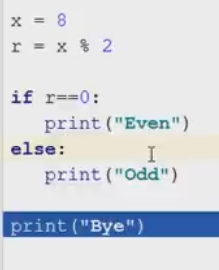 x = 8
r = x % 2
if r==0:
    print("Even")
else:
    print("Odd")
print("Bye")